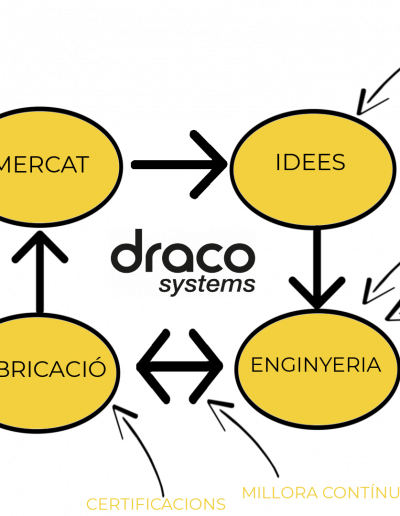 MERCAT
IDEES
draco
systems
BRICACIÓ
ENGINYERIA
CERTIFICACIONS
MILLORA CONTÍNU